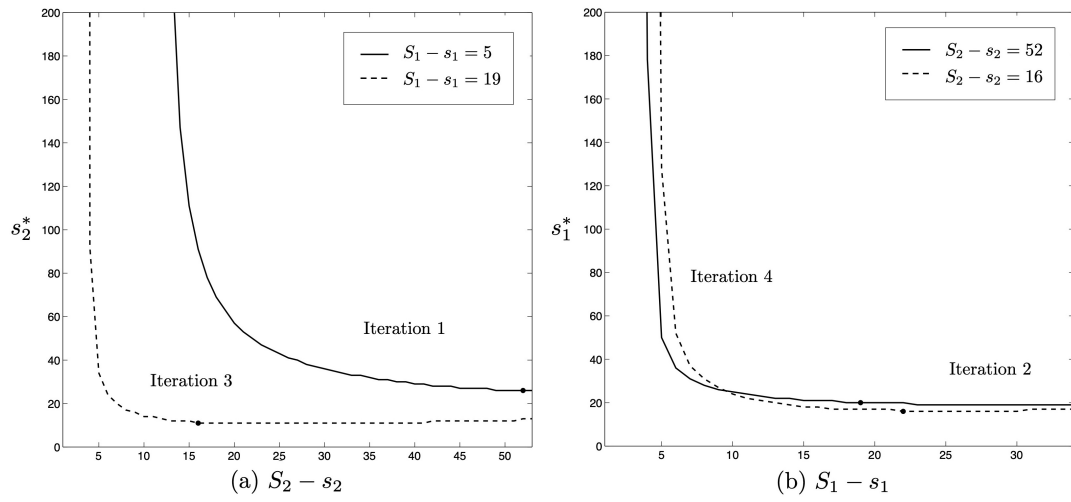 200
180
160
140
120
100
80
60
40
20
0
s₂*
S₁ − s₁ = 5
S₁ − s₁ = 19
Iteration 1
Iteration 3
5 10 15 20 25 30 35 40 45 50
(a) S₂ − s₂
200
180
160
140
120
100
80
60
40
20
0
s₁*
S₂ − s₂ = 52
S₂ − s₂ = 16
Iteration 4
Iteration 2
5 10 15 20 25 30
(b) S₁ − s₁